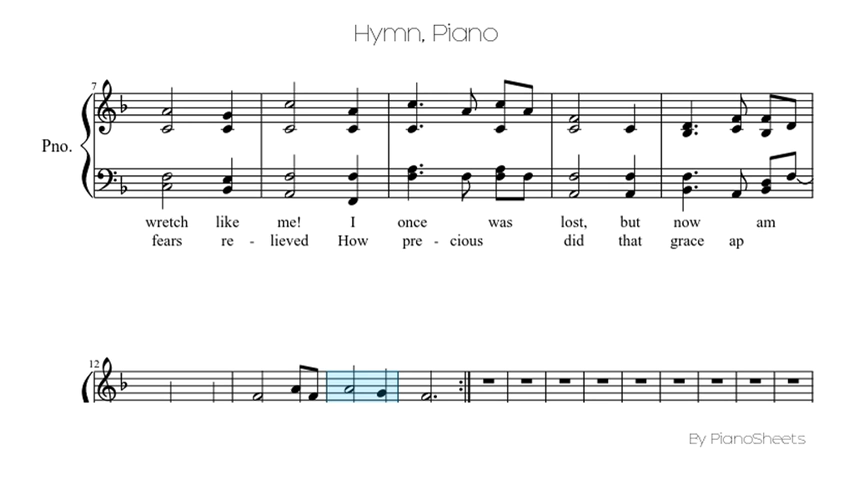 Hymn, Piano
7
Pno.
wretch like me! I once was lost, but now am
fears re - lieved How pre - cious did that grace ap
12
By PianoSheets